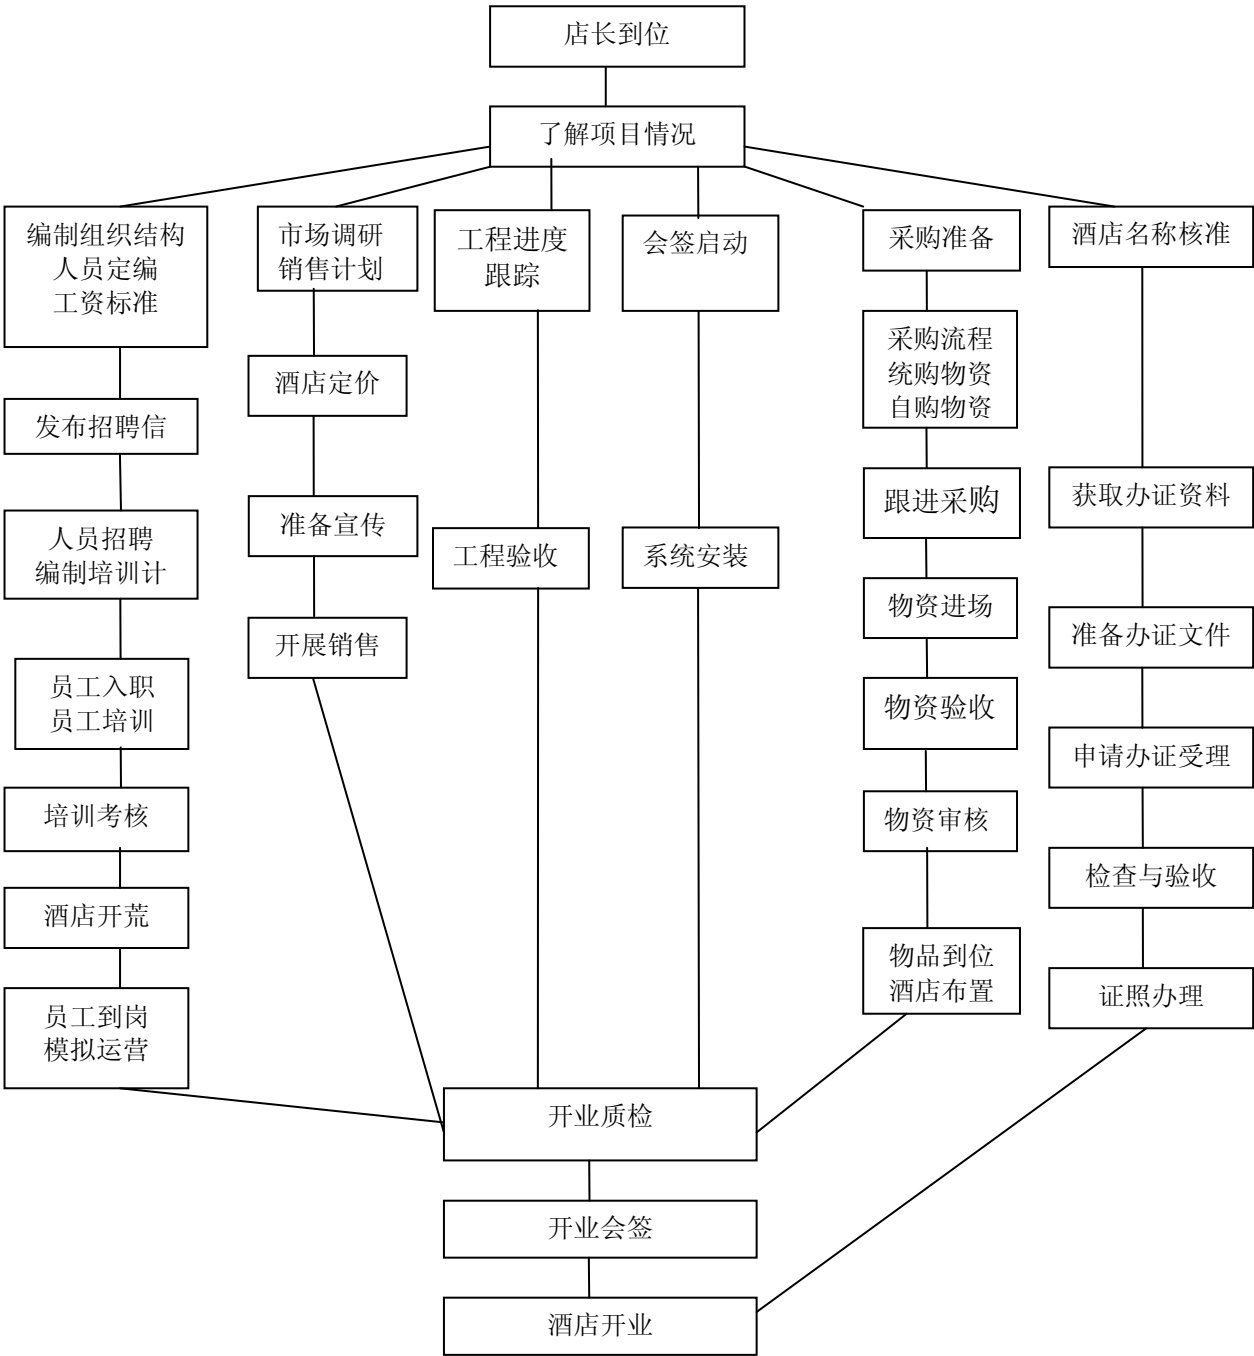 店长到位
了解项目情况
编制组织结构
人员定编
工资标准
发布招聘信
人员招聘
编制培训计
员工入职
员工培训
培训考核
酒店开荒
员工到岗
模拟运营
市场调研
销售计划
酒店定价
准备宣传
开展销售
工程进度
跟踪
工程验收
会签启动
系统安装
采购准备
采购流程
统购物资
自购物资
跟进采购
物资进场
物资验收
物资审核
物品到位
酒店布置
酒店名称核准
获取办证资料
准备办证文件
申请办证受理
检查与验收
证照办理
开业质检
开业会签
酒店开业